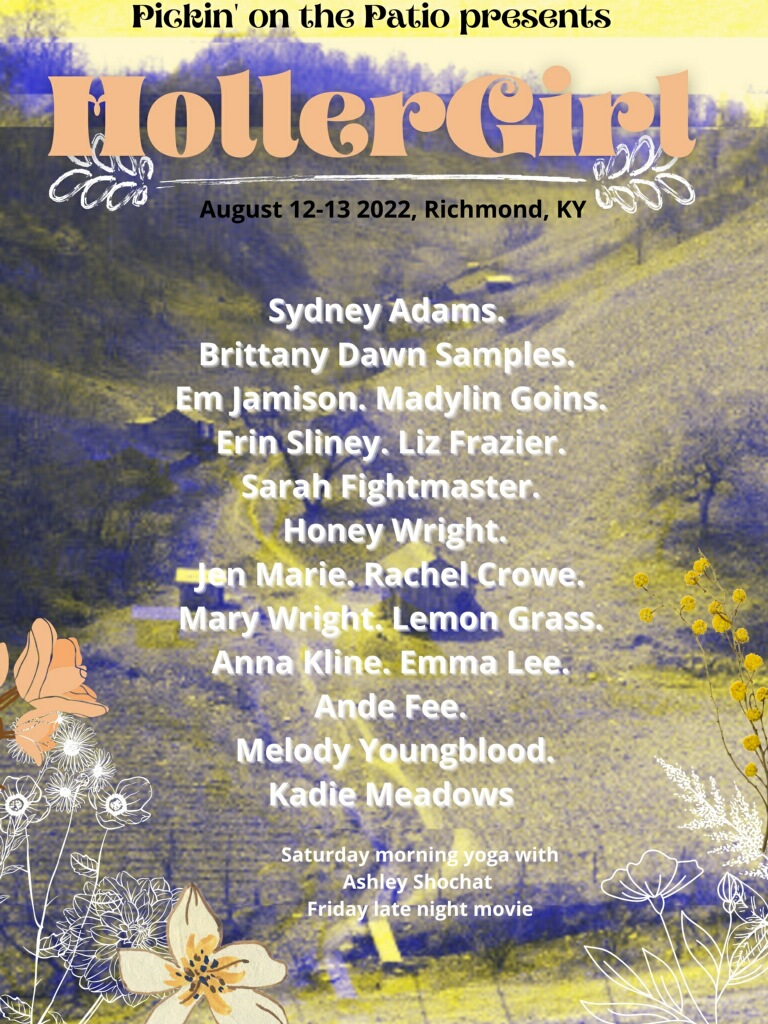 Pickin' on the Patio presents
HollerGirl
August 12-13 2022, Richmond, KY
Sydney Adams.
Brittany Dawn Samples.
Em Jamison. Madylin Goins.
Erin Sliney. Liz Frazier.
Sarah Fightmaster.
Honey Wright.
Jen Marie. Rachel Crowe.
Mary Wright. Lemon Grass.
Anna Kline. Emma Lee.
Ande Fee.
Melody Youngblood.
Kadie Meadows
Saturday morning yoga with
Ashley Shochat
Friday late night movie